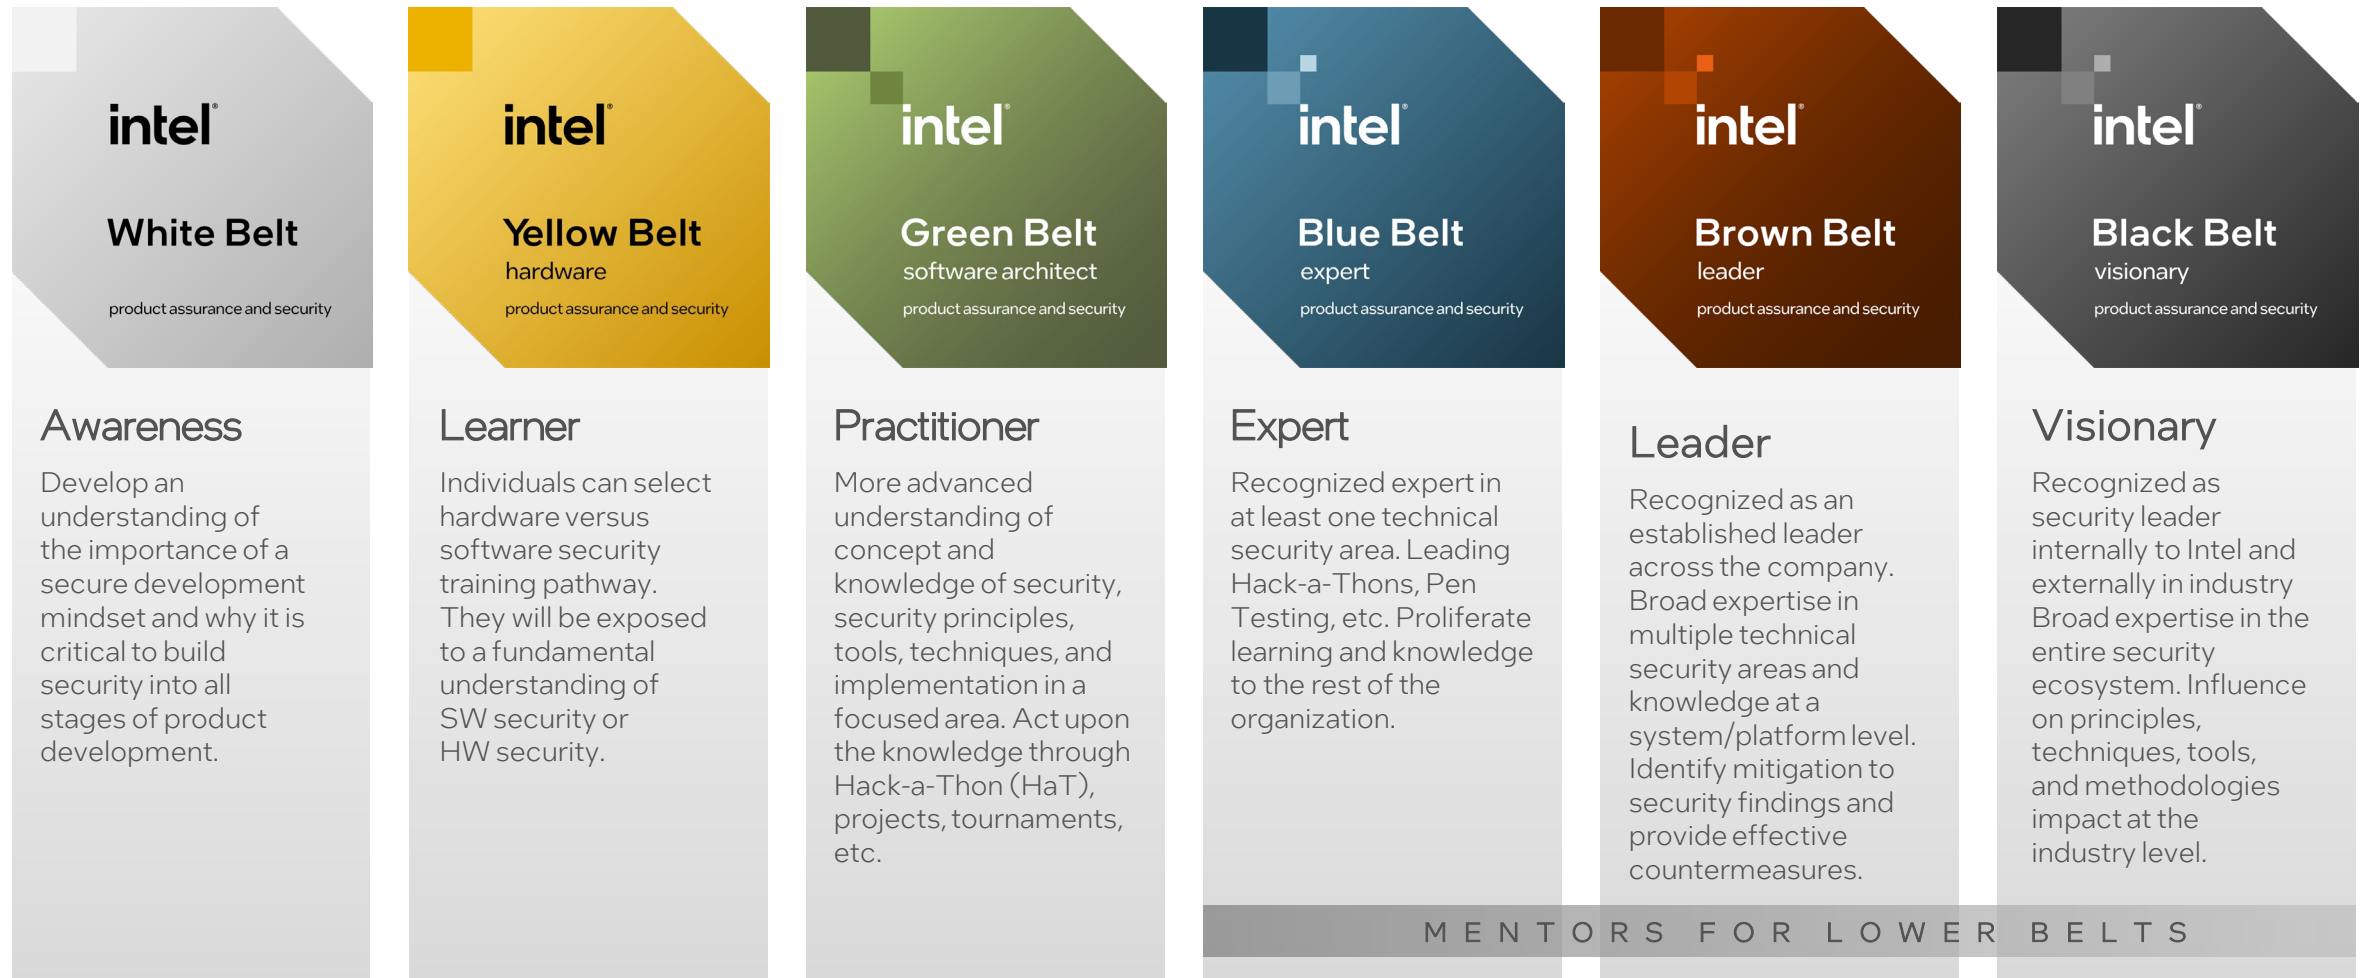 intel®
White Belt
product assurance and security
Awareness
Develop an
understanding of
the importance of a
secure development
mindset and why it is
critical to build
security into all
stages of product
development.
intel®
Yellow Belt
hardware
product assurance and security
Learner
Individuals can select
hardware versus
software security
training pathway.
They will be exposed
to a fundamental
understanding of
SW security or
HW security.
intel®
Green Belt
software architect
product assurance and security
Practitioner
More advanced
understanding of
concept and
knowledge of security,
security principles,
tools, techniques, and
implementation in a
focused area. Act upon
the knowledge through
Hack-a-Thon (HaT),
projects, tournaments,
etc.
intel®
Blue Belt
expert
product assurance and security
Expert
Recognized expert in
at least one technical
security area. Leading
Hack-a-Thons, Pen
Testing, etc. Proliferate
learning and knowledge
to the rest of the
organization.
intel®
Brown Belt
leader
product assurance and security
Leader
Recognized as an
established leader
across the company.
Broad expertise in
multiple technical
security areas and
knowledge at a
system/platform level.
Identify mitigation to
security findings and
provide effective
countermeasures.
intel®
Black Belt
visionary
product assurance and security
Visionary
Recognized as
security leader
internally to Intel and
externally in industry
Broad expertise in the
entire security
ecosystem. Influence
on principles,
techniques, tools,
and methodologies
impact at the
industry level.
MENTORS FOR LOWER BELTS